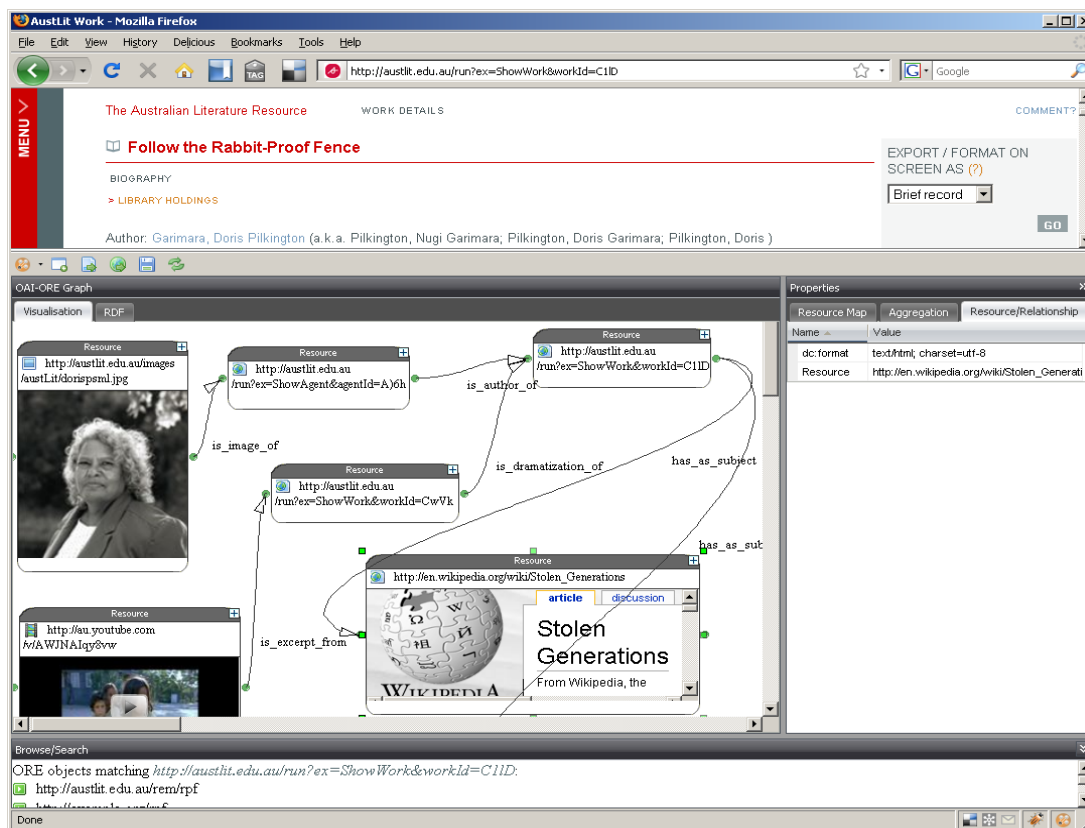 AustLit Work - Mozilla Firefox
File Edit View History Delicious Bookmarks Tools Help
TAG http://austlit.edu.au/run?ex=ShowWork&workId=C1lD G Google
MENU
The Australian Literature Resource WORK DETAILS COMMENT?
Follow the Rabbit-Proof Fence
BIOGRAPHY
> LIBRARY HOLDINGS
Author: Garimara, Doris Pilkington (a.k.a. Pilkington, Nugi Garimara; Pilkington, Doris Garimara; Pilkington, Doris )
EXPORT / FORMAT ON
SCREEN AS (?)
Brief record
GO
OAI-ORE Graph
Visualisation RDF
Resource
http://austlit.edu.au/images
/austLit/dorispsml.jpg
is_image_of
Resource
http://austlit.edu.au
/run?ex=ShowAgent&agentId=A)6h
is_author_of
Resource
http://austlit.edu.au
/run?ex=ShowWork&workId=C1lD
Resource
http://austlit.edu.au
/run?ex=ShowWork&workId=CwVk
is_dramatization_of
has_as_subject
has_as_sub
Resource
http://au.youtube.com
/v/AWJNAIqy8vw
is_excerpt_from
Resource
http://en.wikipedia.org/wiki/Stolen_Generations
WIKIPEDIA
article discussion
Stolen
Generations
From Wikipedia, the
Properties
Resource Map Aggregation Resource/Relationship
Name Value
dc:format text/html; charset=utf-8
Resource http://en.wikipedia.org/wiki/Stolen_Generati
Browse/Search
ORE objects matching http://austlit.edu.au/run?ex=ShowWork&workId=C1lD:
http://austlit.edu.au/rem/rpf
Done